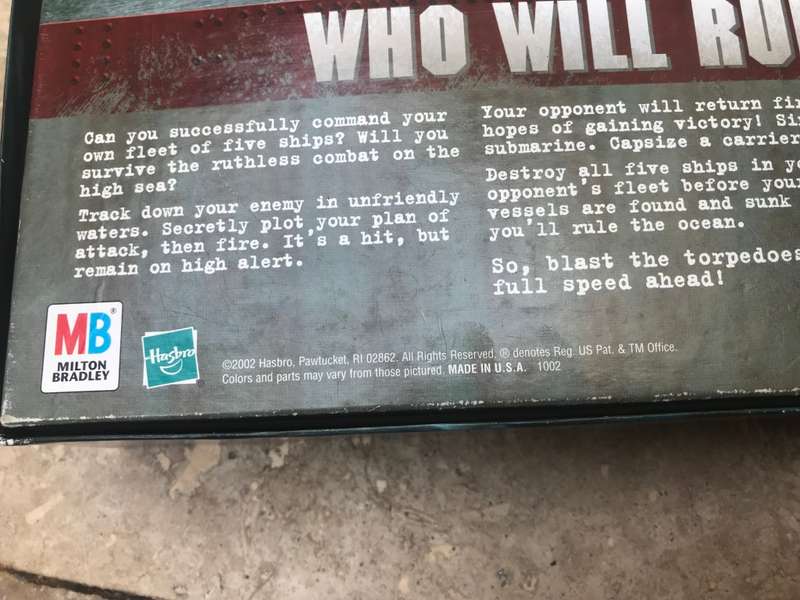 WHO WILL RU
Can you successfully command your
own fleet of five ships? Will you
survive the ruthless combat on the
high sea?
Track down your enemy in unfriendly
waters. Secretly plot your plan of
attack, then fire. It's a hit, but
remain on high alert.
Your opponent will return fi
hopes of gaining victory! Si
submarine. Capsize a carrier
Destroy all five ships in yo
opponent's fleet before your
vessels are found and sunk
you'll rule the ocean.
So, blast the torpedoes
full speed ahead!
MB®
MILTON
BRADLEY
Hasbro
©2002 Hasbro, Pawtucket, RI 02862. All Rights Reserved. ® denotes Reg. US Pat. & TM Office.
Colors and parts may vary from those pictured. MADE IN U.S.A. 1002